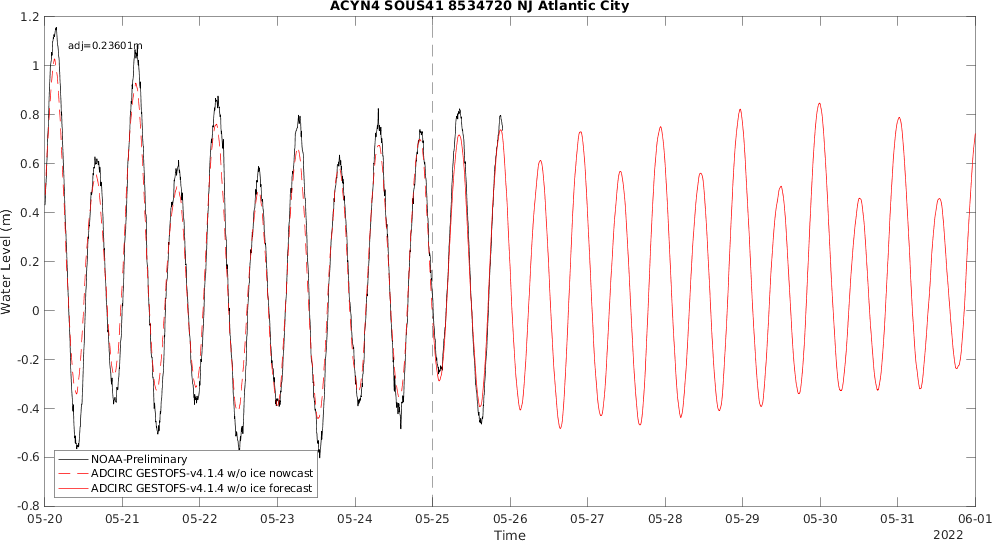 ACYN4 SOUS41 8534720 NJ Atlantic City
adj=0.23601m
1.2
1
0.8
0.6
0.4
0.2
0
-0.2
-0.4
-0.6
-0.8
Water Level (m)
NOAA-Preliminary
ADCIRC GESTOFS-v4.1.4 w/o ice nowcast
ADCIRC GESTOFS-v4.1.4 w/o ice forecast
05-20 05-21 05-22 05-23 05-24 05-25 05-26 05-27 05-28 05-29 05-30 05-31 06-01
Time
2022